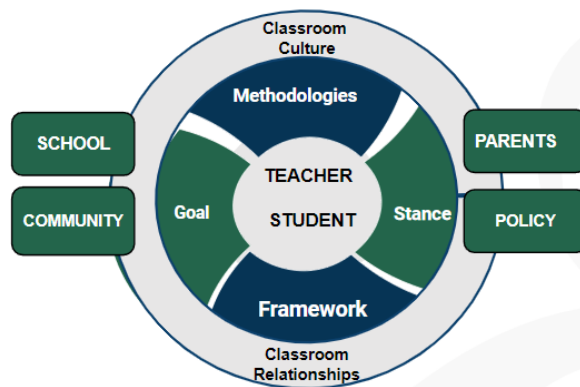 Classroom
Culture
Methodologies
SCHOOL
PARENTS
TEACHER
COMMUNITY
Goal
STUDENT
Stance
POLICY
Framework
Classroom
Relationships